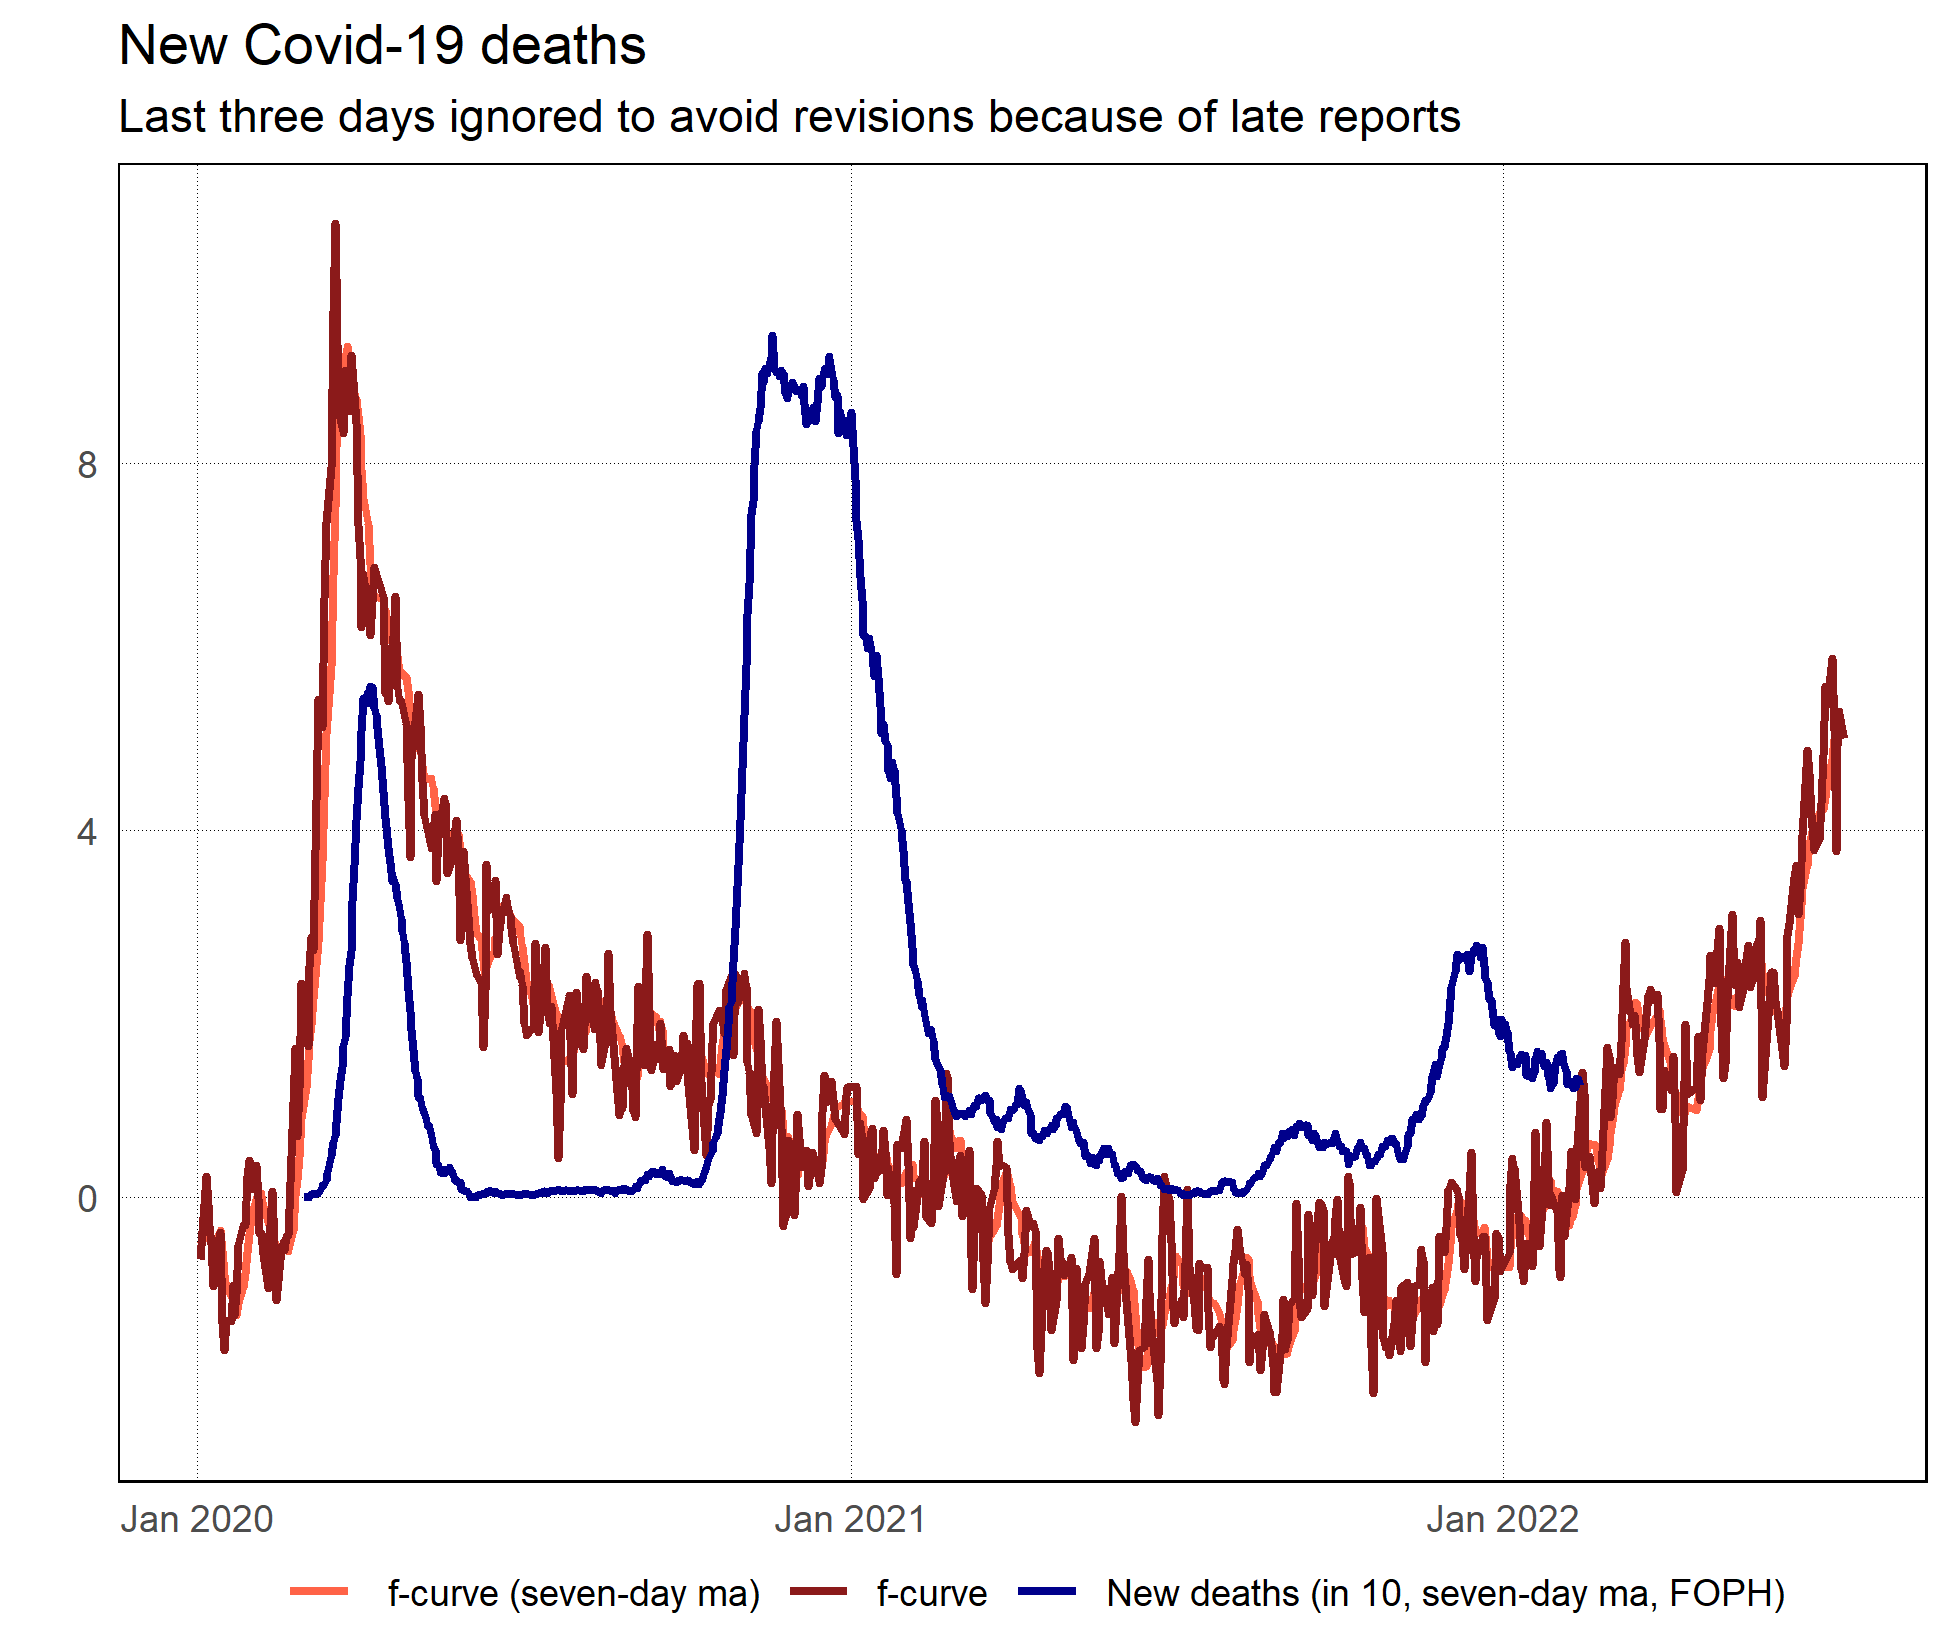 New Covid-19 deaths
Last three days ignored to avoid revisions because of late reports
8
4
0
Jan 2020 Jan 2021 Jan 2022
f-curve (seven-day ma) f-curve New deaths (in 10, seven-day ma, FOPH)